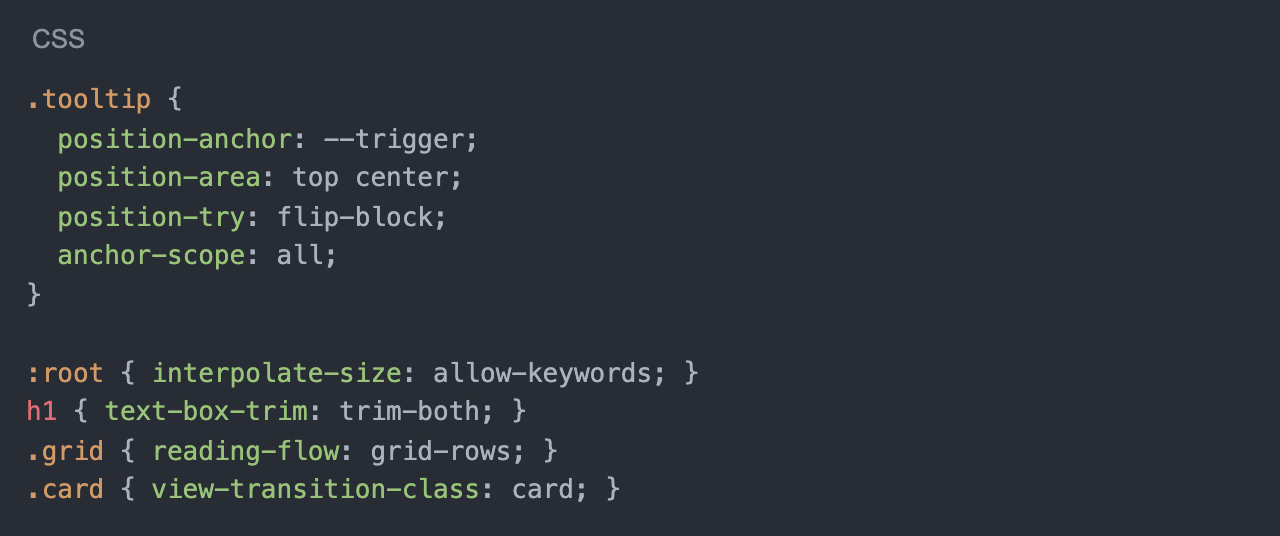 CSS
.tooltip {
  position-anchor: --trigger;
  position-area: top center;
  position-try: flip-block;
  anchor-scope: all;
}
:root { interpolate-size: allow-keywords; }
h1 { text-box-trim: trim-both; }
.grid { reading-flow: grid-rows; }
.card { view-transition-class: card; }